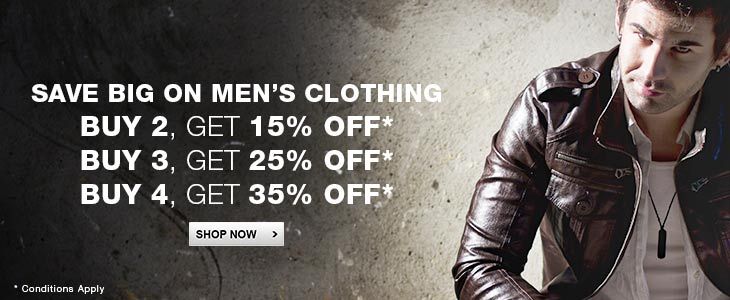 SAVE BIG ON MEN'S CLOTHING
BUY 2, GET 15% OFF*
BUY 3, GET 25% OFF*
BUY 4, GET 35% OFF*
SHOP NOW >
* Conditions Apply